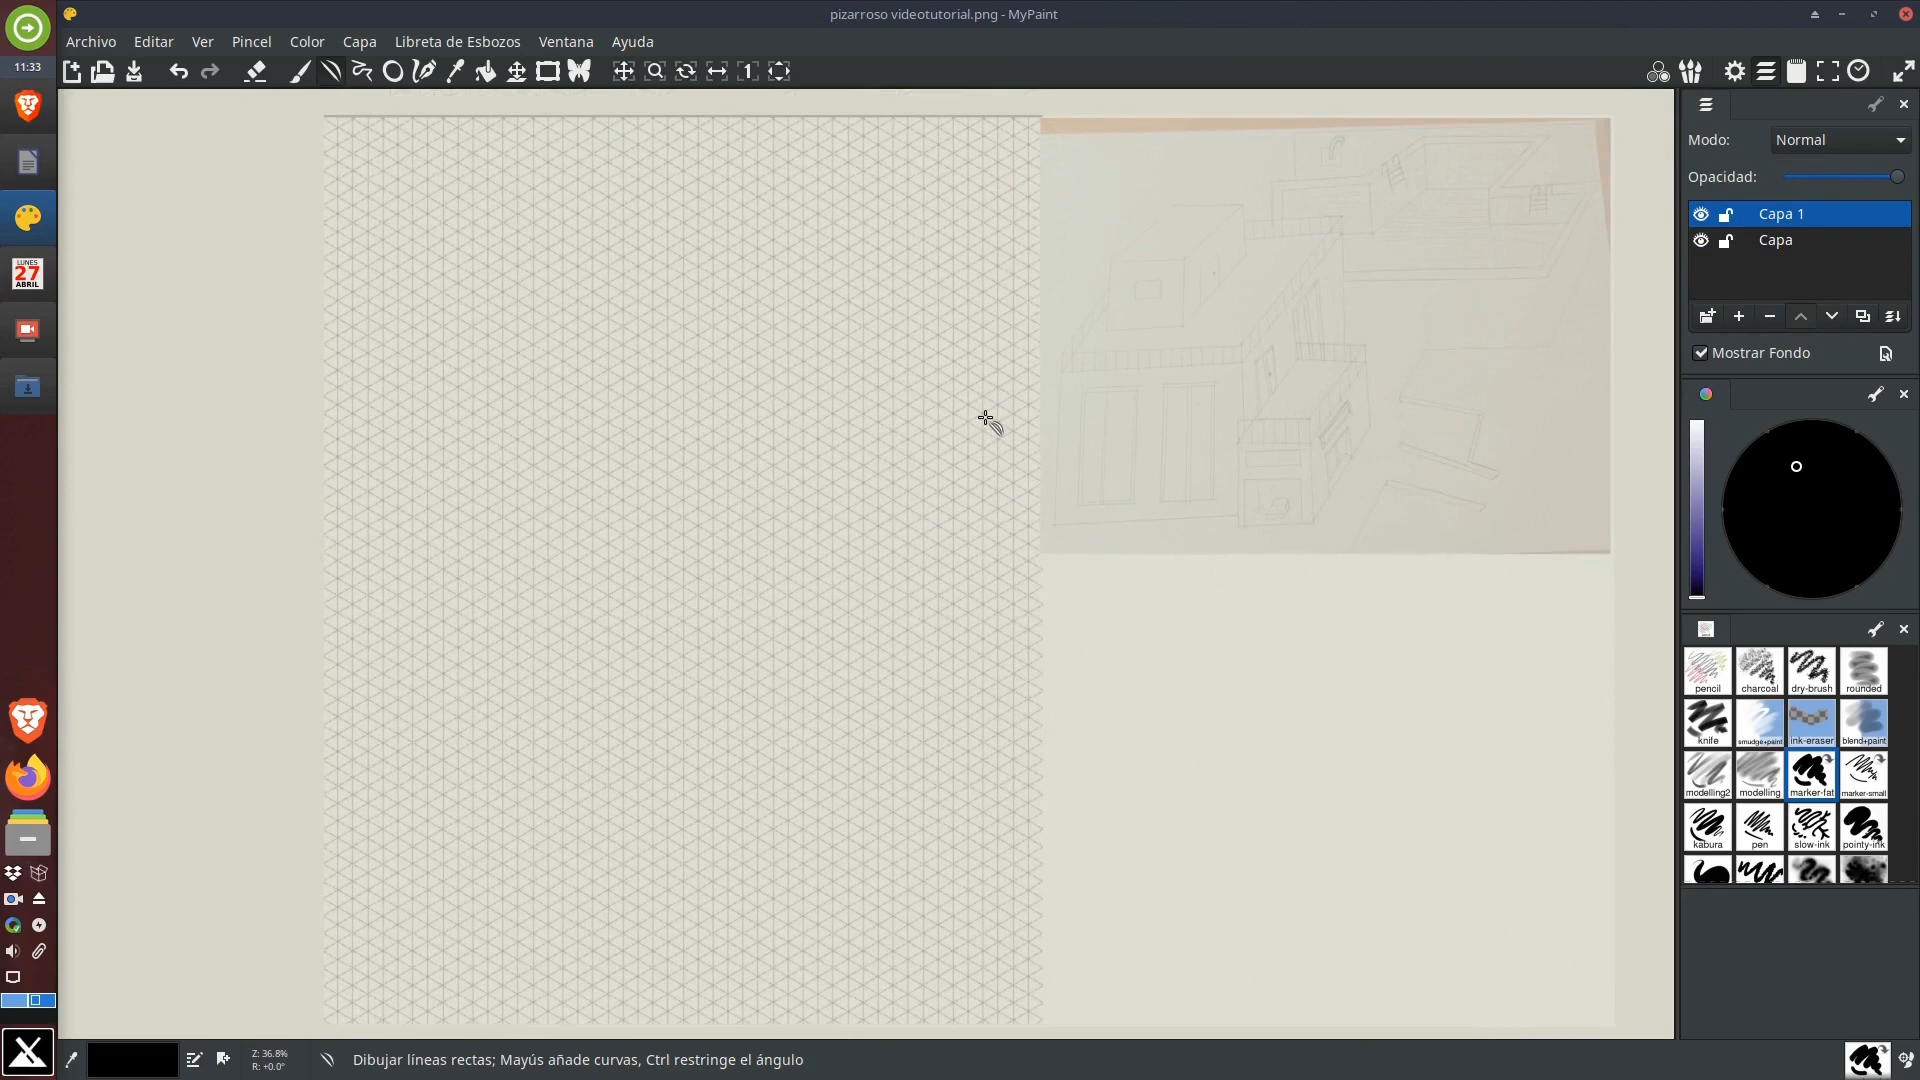 pizarroso videotutorial.png - MyPaint
11:33
Archivo Editar Ver Pincel Color Capa Libreta de Esbozos Ventana Ayuda
1
Modo: Normal
Opacidad:
Capa 1
Capa
Mostrar Fondo
LUNES
27
ABRIL
pencil charcoal dry-brush rounded
knife smudge+paint ink-eraser blend+paint
modelling2 modelling marker-fat marker-small
kabura pen slow-ink pointy-ink
Z: 36.8%
R: +0.0°
Dibujar líneas rectas; Mayús añade curvas, Ctrl restringe el ángulo